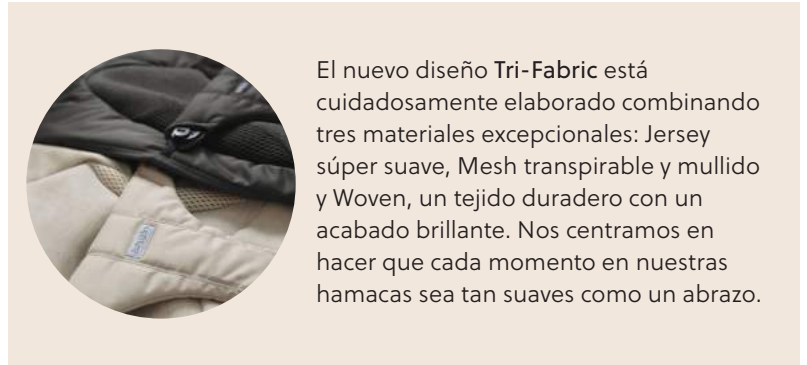 El nuevo diseño Tri-Fabric está
cuidadosamente elaborado combinando
tres materiales excepcionales: Jersey
súper suave, Mesh transpirable y mullido
y Woven, un tejido duradero con un
acabado brillante. Nos centramos en
hacer que cada momento en nuestras
hamacas sea tan suaves como un abrazo.